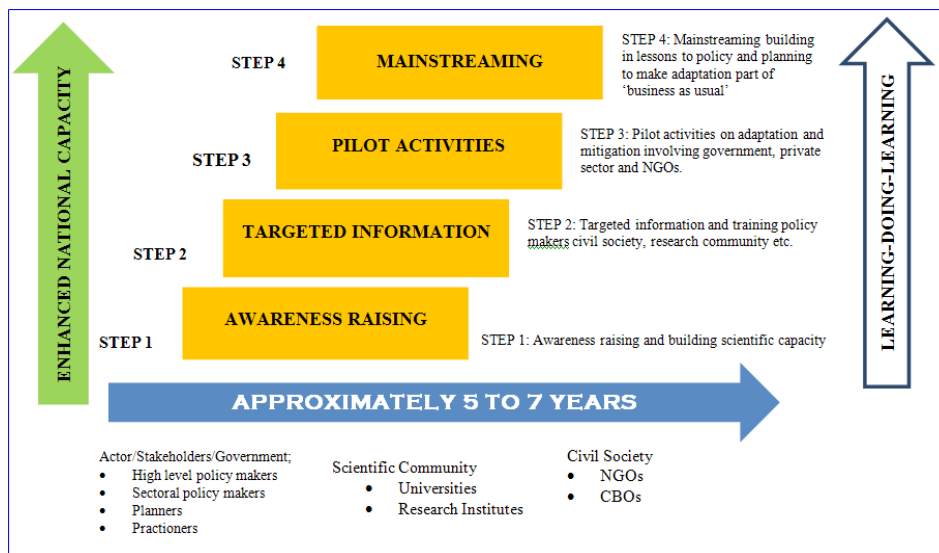 ENHANCED NATIONAL CAPACITY
STEP 4
MAINSTREAMING
STEP 4: Mainstreaming building
in lessons to policy and planning
to make adaptation part of
‘business as usual’
STEP 3
PILOT ACTIVITIES
STEP 3: Pilot activities on adaptation and
mitigation involving government, private
sector and NGOs.
STEP 2
TARGETED INFORMATION
STEP 2: Targeted information and training policy
makers civil society, research community etc.
STEP 1
AWARENESS RAISING
STEP 1: Awareness raising and building scientific capacity
LEARNING-DOING-LEARNING
APPROXIMATELY 5 TO 7 YEARS
Actor/Stakeholders/Government;
• High level policy makers
• Sectoral policy makers
• Planners
• Practioners
Scientific Community
• Universities
• Research Institutes
Civil Society
• NGOs
• CBOs